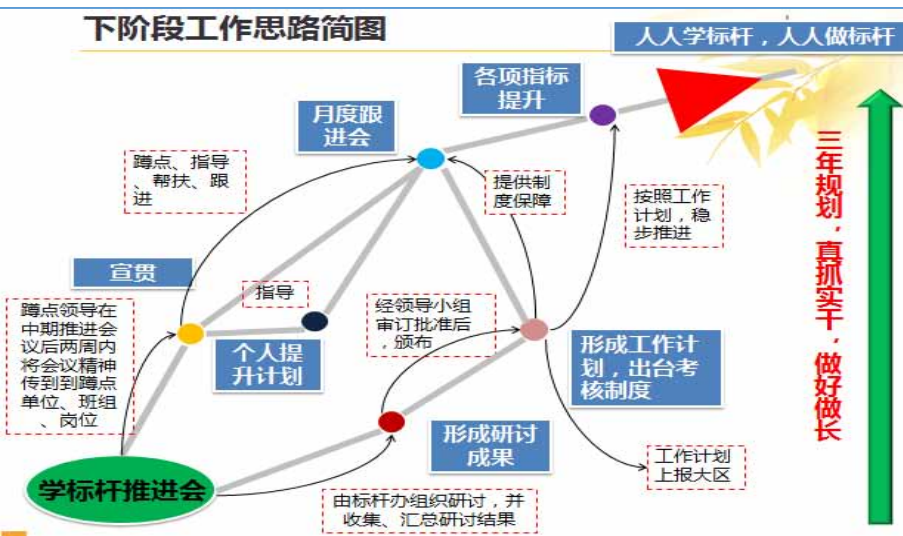 下阶段工作思路简图
人人学标杆，人人做标杆
各项指标
提升
月度跟
进会
蹲点、指导
、帮扶、跟
进
提供制
度保障
按照工作
计划，稳
步推进
三年规划，真抓实干，做好做长
宣贯
指导
蹲点领导在
中期推进会
议后两周内
将会议精神
传到到蹲点
单位、班组
、岗位
经领导小组
审订批准后
，颁布
个人提
升计划
形成工作计
划，出台考
核制度
形成研讨
成果
工作计划
上报大区
学标杆推进会
由标杆办组织研讨，并
收集、汇总研讨结果